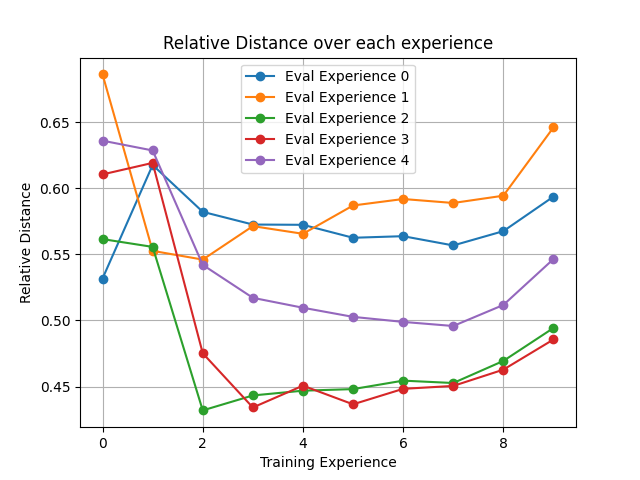 Relative Distance over each experience
Eval Experience 0
Eval Experience 1
Eval Experience 2
Eval Experience 3
Eval Experience 4
Relative Distance
0.65
0.60
0.55
0.50
0.45
0 2 4 6 8
Training Experience